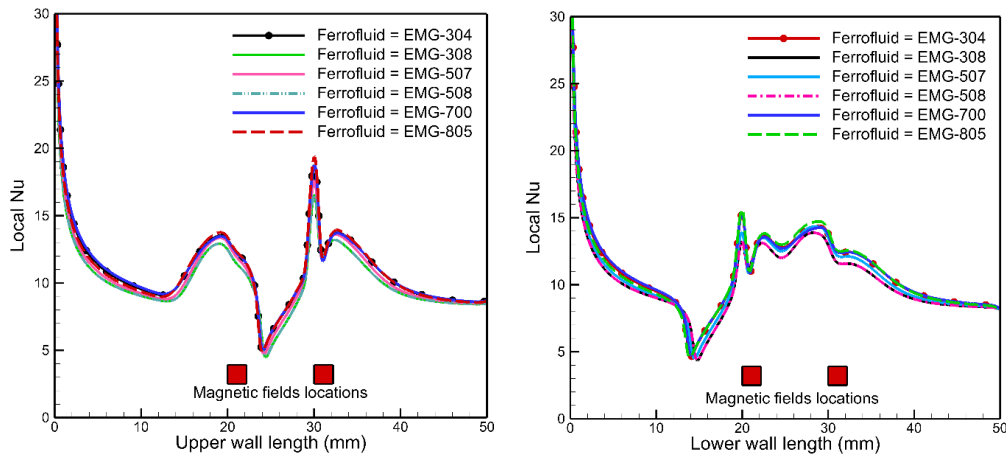 30
25
20
15
10
5
0
Local Nu
Ferrofluid = EMG-304
Ferrofluid = EMG-308
Ferrofluid = EMG-507
Ferrofluid = EMG-508
Ferrofluid = EMG-700
Ferrofluid = EMG-805
Magnetic fields locations
0 10 20 30 40 50
Upper wall length (mm)
30
25
20
15
10
5
0
Local Nu
Ferrofluid = EMG-304
Ferrofluid = EMG-308
Ferrofluid = EMG-507
Ferrofluid = EMG-508
Ferrofluid = EMG-700
Ferrofluid = EMG-805
Magnetic fields locations
0 10 20 30 40 50
Lower wall length (mm)